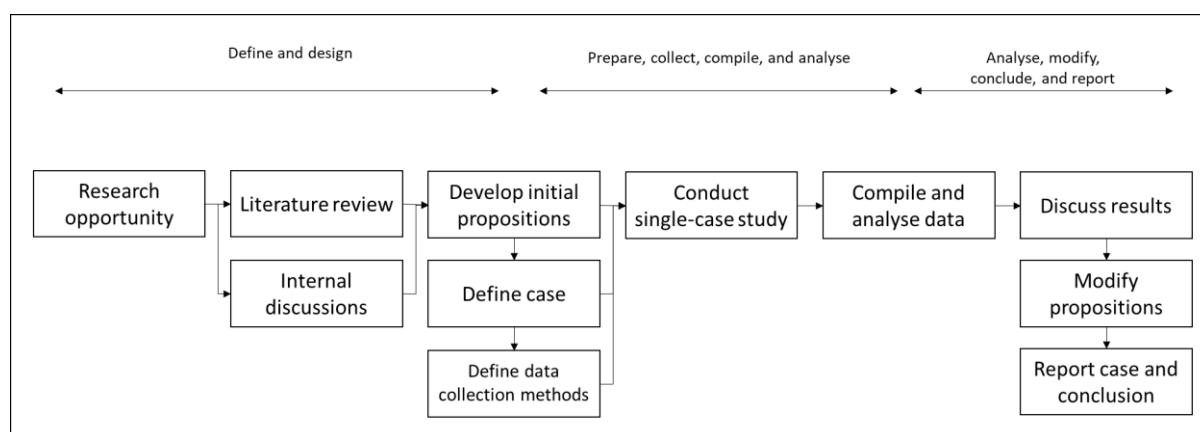 Define and design
Prepare, collect, compile, and analyse
Analyse, modify,
conclude, and report
Research
opportunity
Literature review
Internal
discussions
Develop initial
propositions
Define case
Define data
collection methods
Conduct
single-case study
Compile and
analyse data
Discuss results
Modify
propositions
Report case and
conclusion